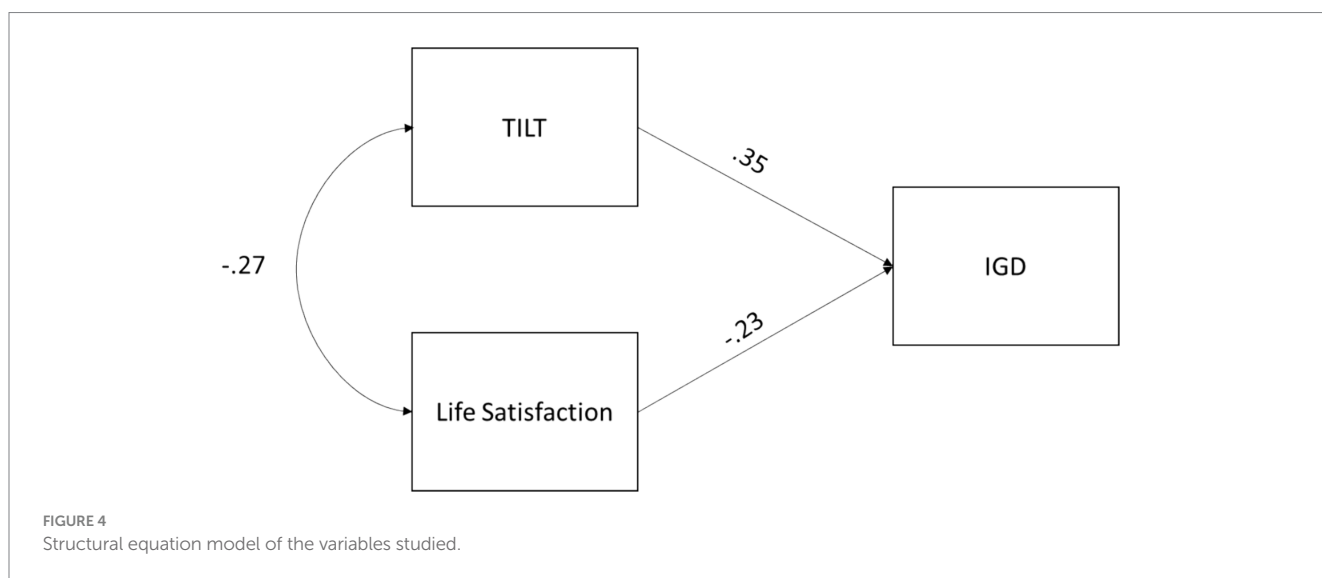 TILT
.35
-.27
IGD
-.23
Life Satisfaction
FIGURE 4
Structural equation model of the variables studied.